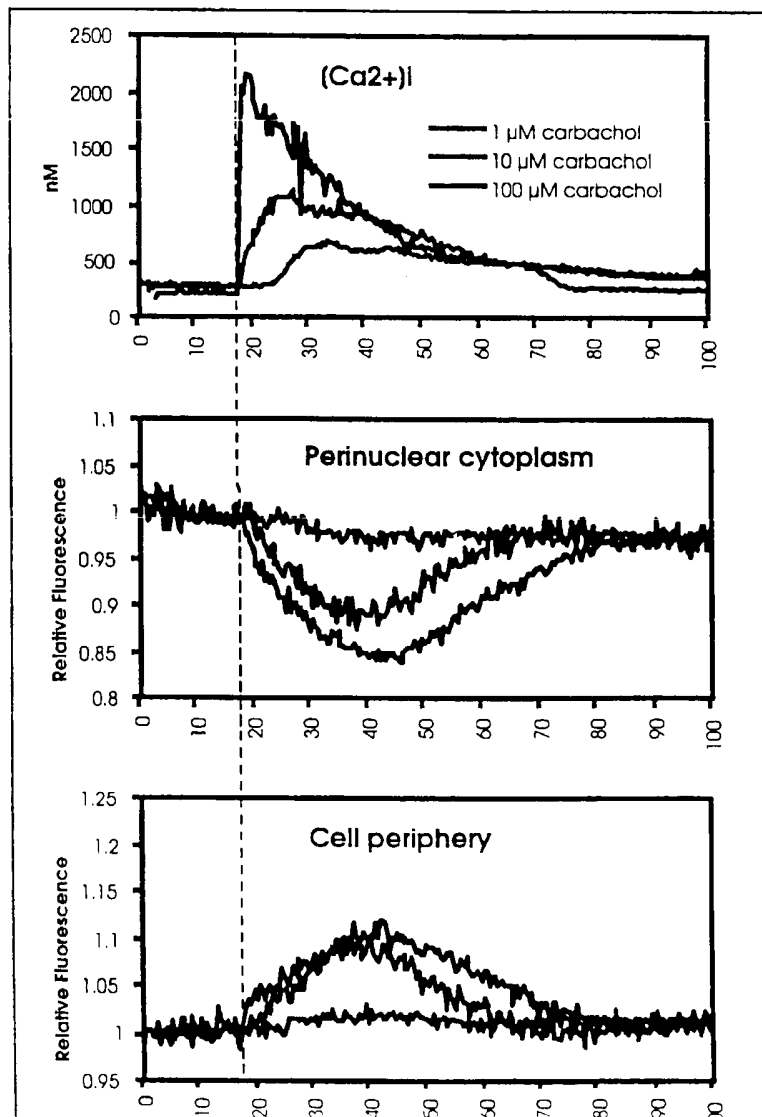 2500
2000
1500
1000
500
0
nM
(Ca2+)i
1 µM carbachol
10 µM carbachol
100 µM carbachol
0 10 20 30 40 50 60 70 80 90 100
1.1
1.05
1
0.95
0.9
0.85
0.8
Relative Fluorescence
Perinuclear cytoplasm
0 10 20 30 40 50 60 70 80 90 100
1.25
1.2
1.15
1.1
1.05
1
0.95
Relative Fluorescence
Cell periphery
0 10 20 30 40 50 60 70 80 90 100